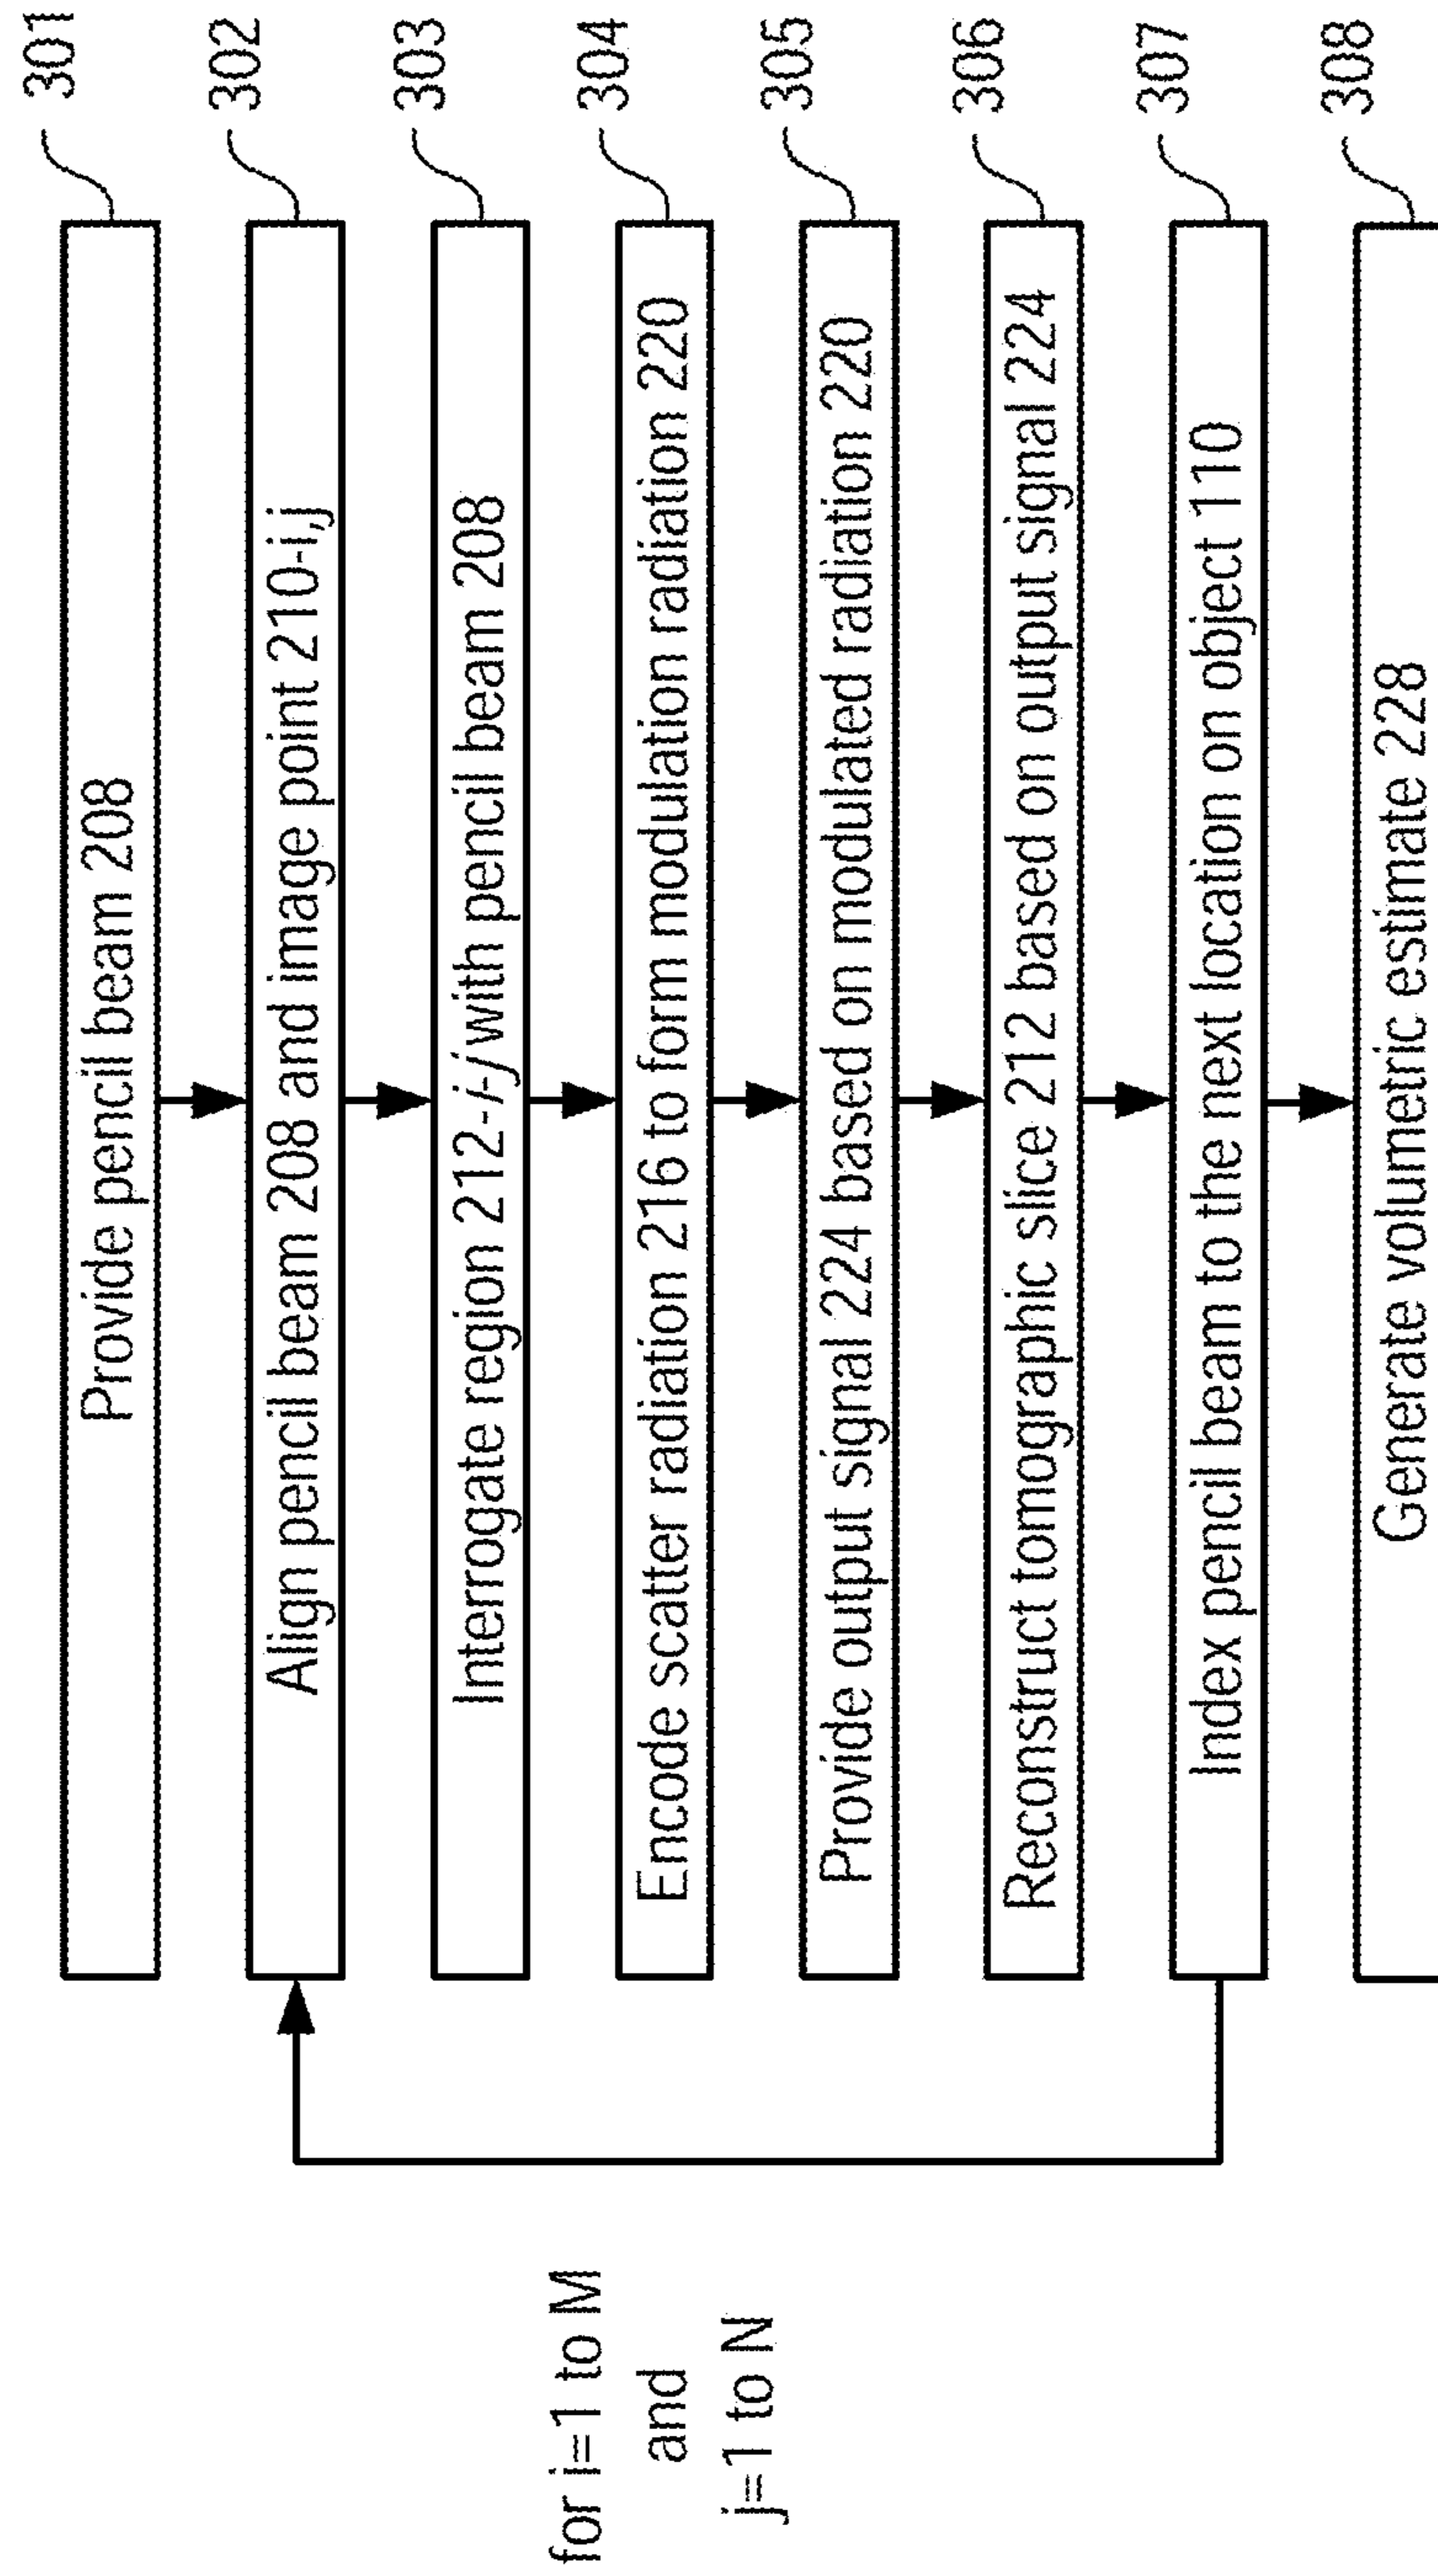 301
Provide pencil beam 208
302
Align pencil beam 208 and image point 210-i,j
303
Interrogate region 212-i-j with pencil beam 208
304
Encode scatter radiation 216 to form modulation radiation 220
305
Provide output signal 224 based on modulated radiation 220
306
Reconstruct tomographic slice 212 based on output signal 224
307
Index pencil beam to the next location on object 110
308
Generate volumetric estimate 228
for i=1 to M
and
j=1 to N